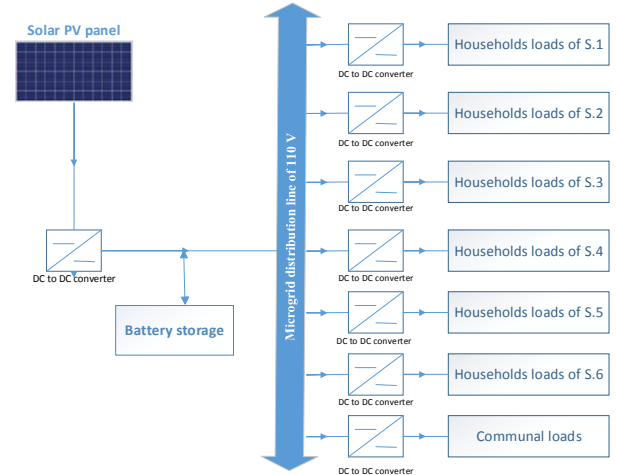 Solar PV panel
DC to DC converter
Battery storage
Microgrid distribution line of 110 V
DC to DC converter
Households loads of S.1
DC to DC converter
Households loads of S.2
DC to DC converter
Households loads of S.3
DC to DC converter
Households loads of S.4
DC to DC converter
Households loads of S.5
DC to DC converter
Households loads of S.6
DC to DC converter
Communal loads